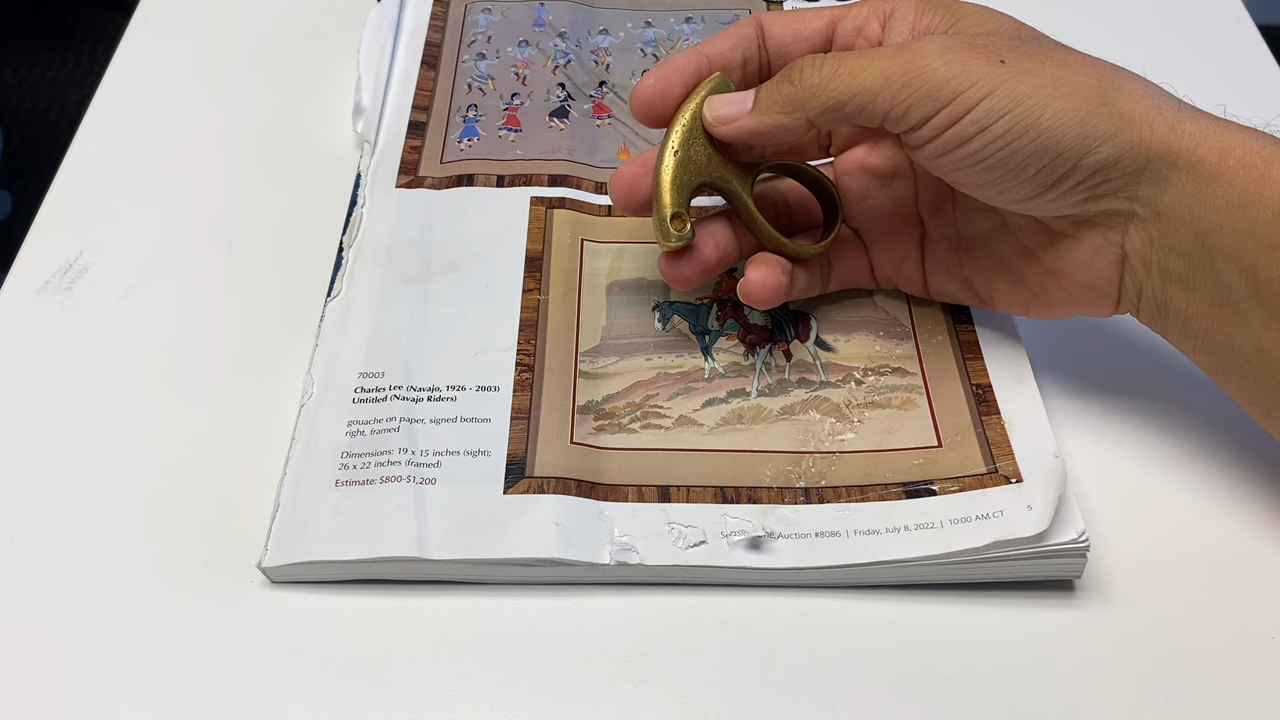 70003
Charles Lee (Navajo, 1926 - 2003)
Untitled (Navajo Riders)
gouache on paper, signed bottom
right, framed
Dimensions: 19 x 15 inches (sight);
26 x 22 inches (framed)
Estimate: $800-$1,200
Auction #8086 | Friday, July 8, 2022 | 10:00 AM CT
5